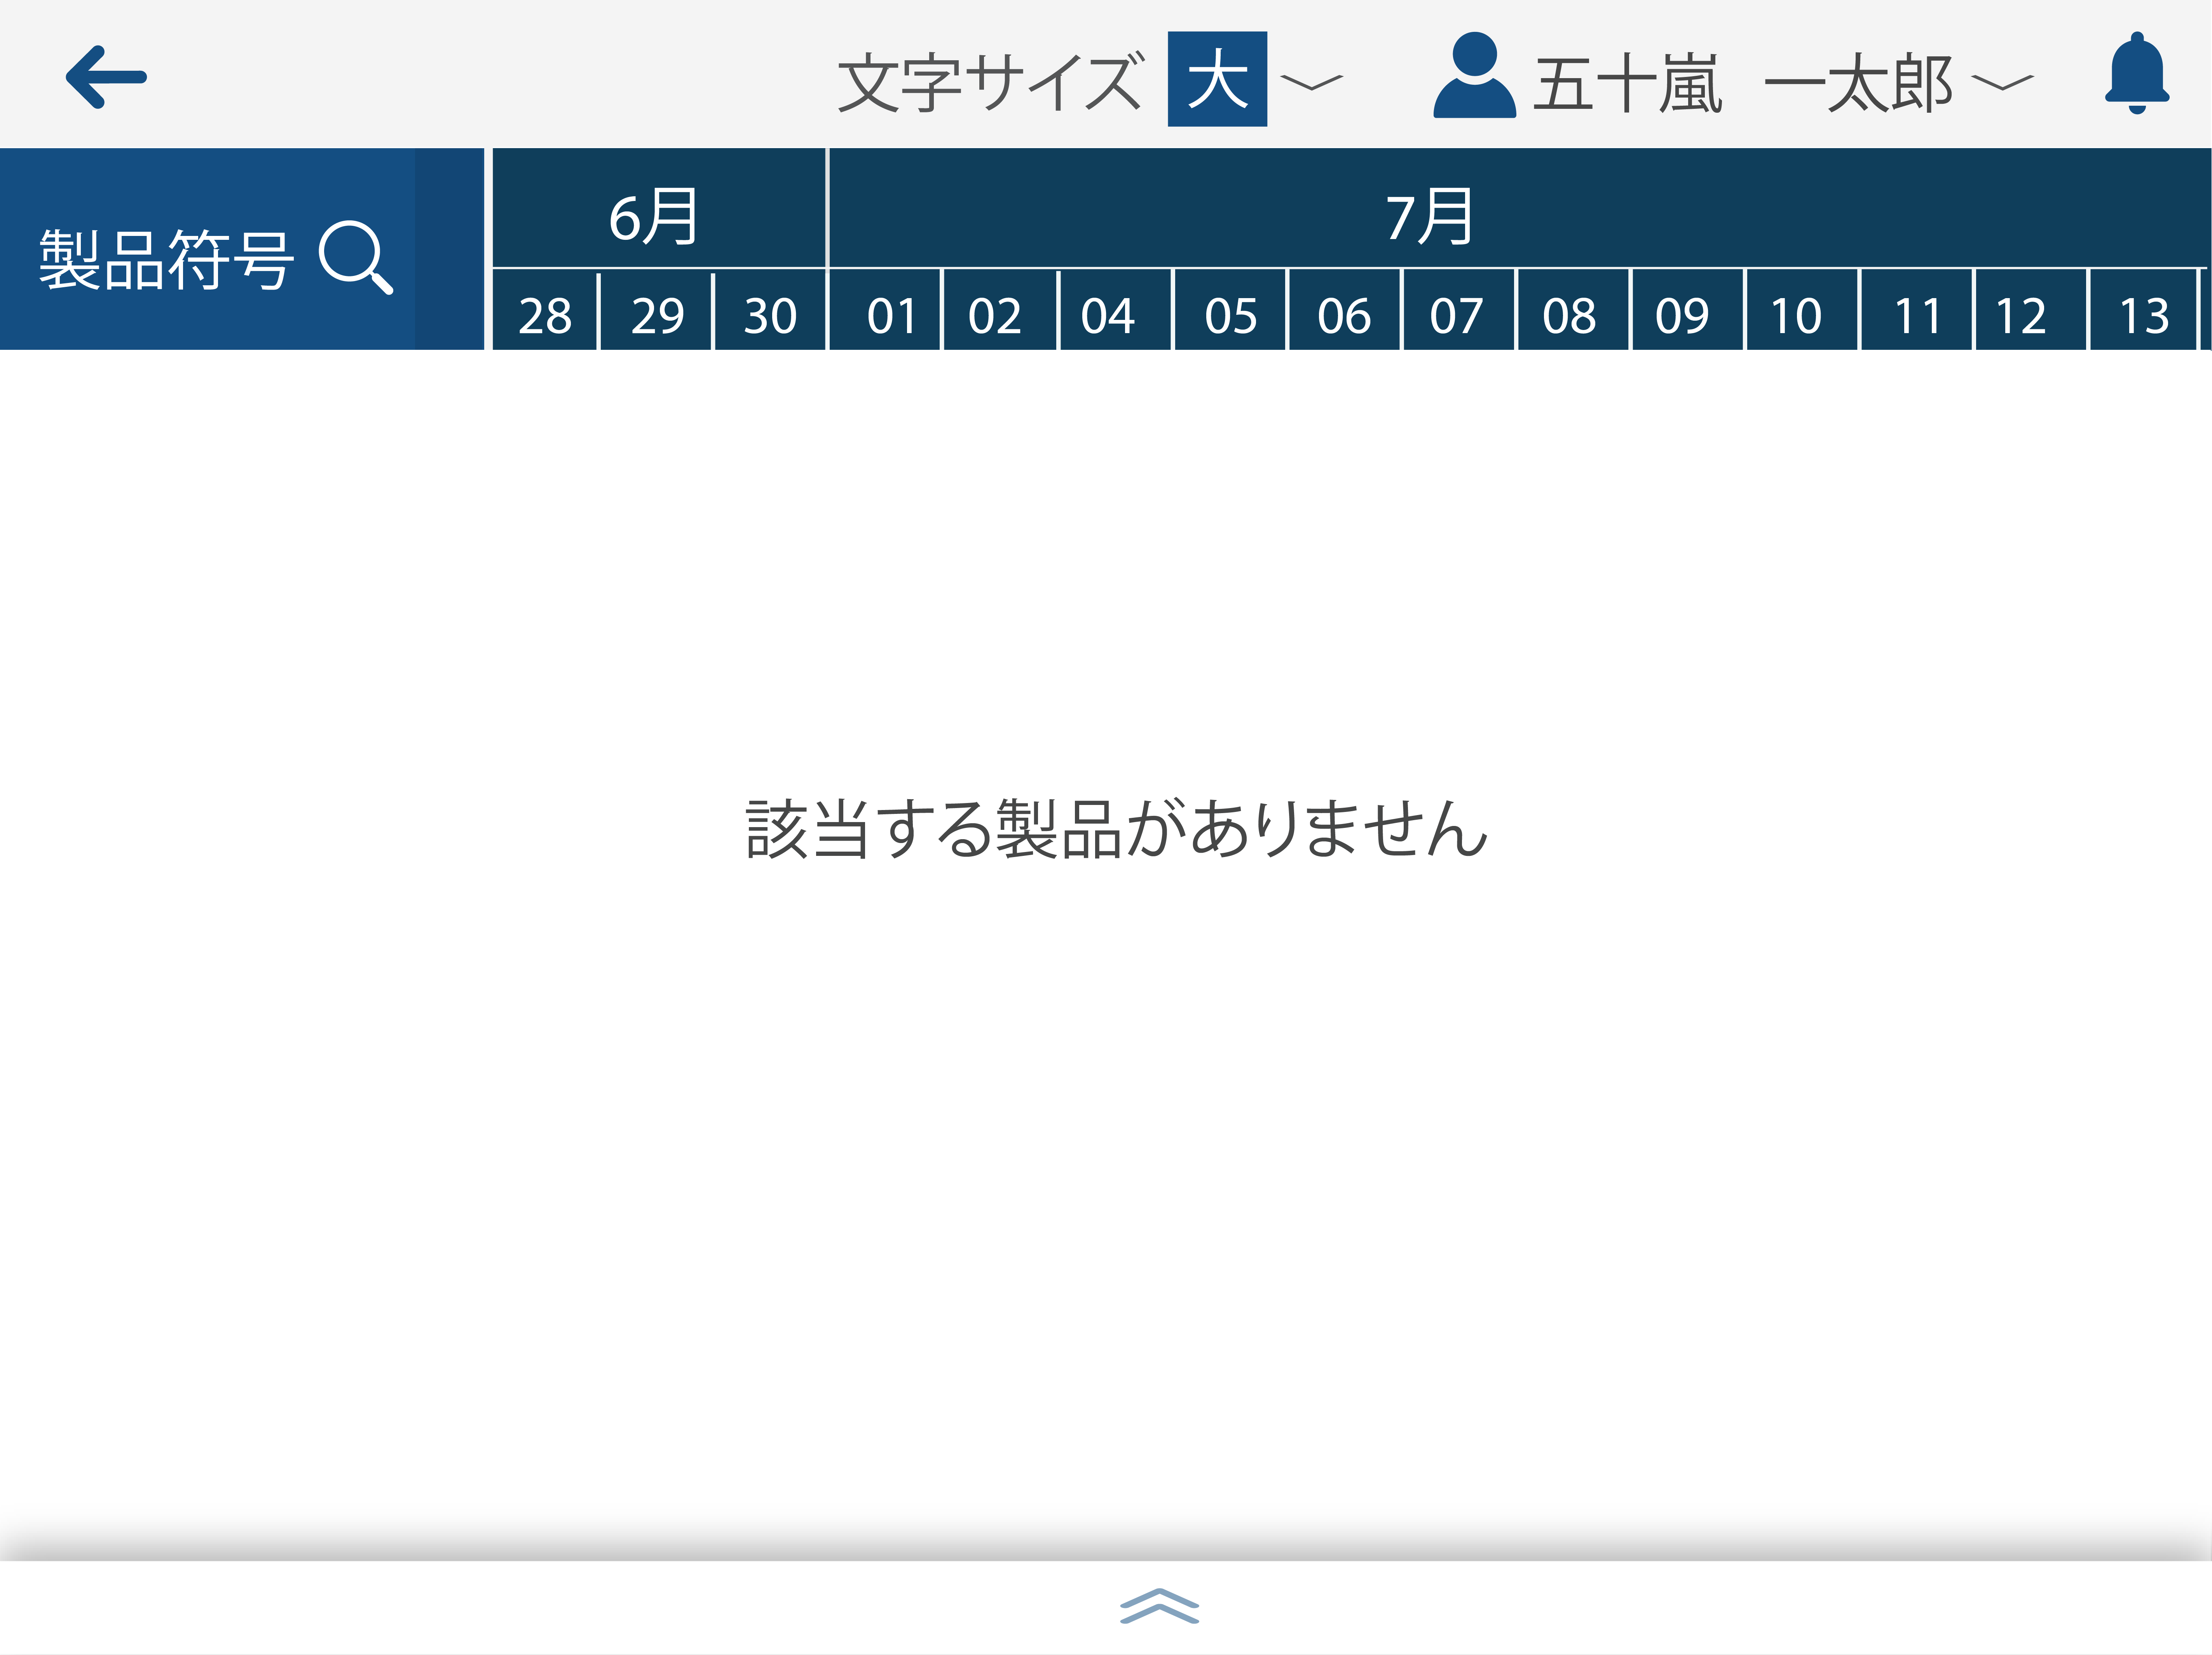 文字サイズ 大 五十嵐 一太郎
製品符号
6月 7月
28 29 30 01 02 04 05 06 07 08 09 10 11 12 13
該当する製品がありません